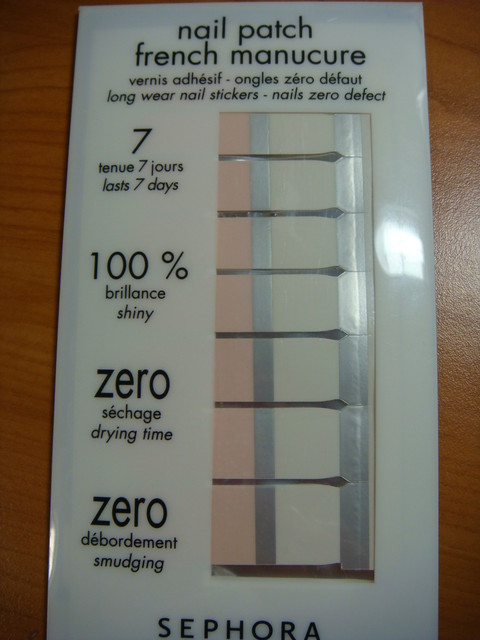 nail patch
french manucure
vernis adhésif - ongles zéro défaut
long wear nail stickers - nails zero defect
7
tenue 7 jours
lasts 7 days
100 %
brillance
shiny
zero
séchage
drying time
zero
débordement
smudging
SEPHORA